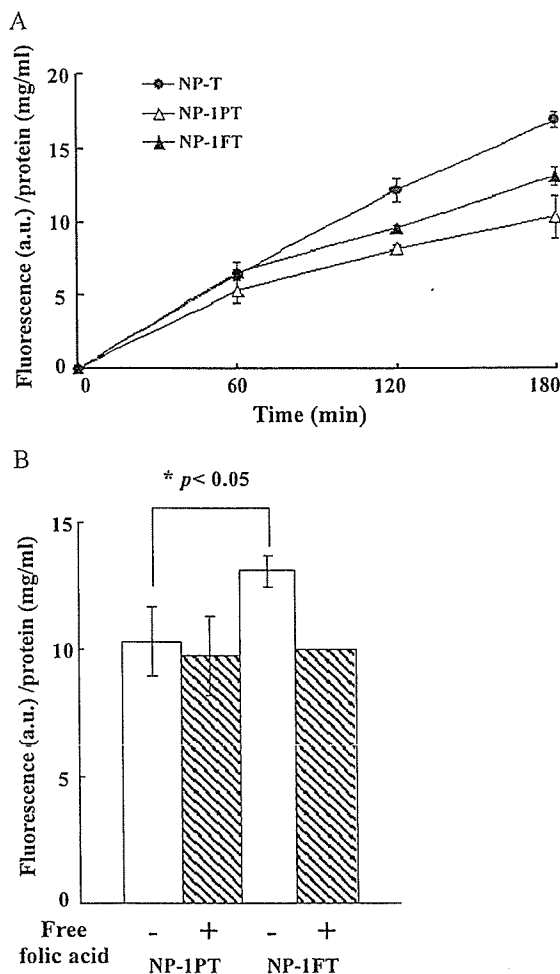 A
Fluorescence (a.u.) /protein (mg/ml)
20
15
10
5
0
NP-T
NP-1PT
NP-1FT
0 60 120 180
Time (min)
B
* p< 0.05
Fluorescence (a.u.) /protein (mg/ml)
15
10
5
0
Free folic acid
- + - +
NP-1PT NP-1FT